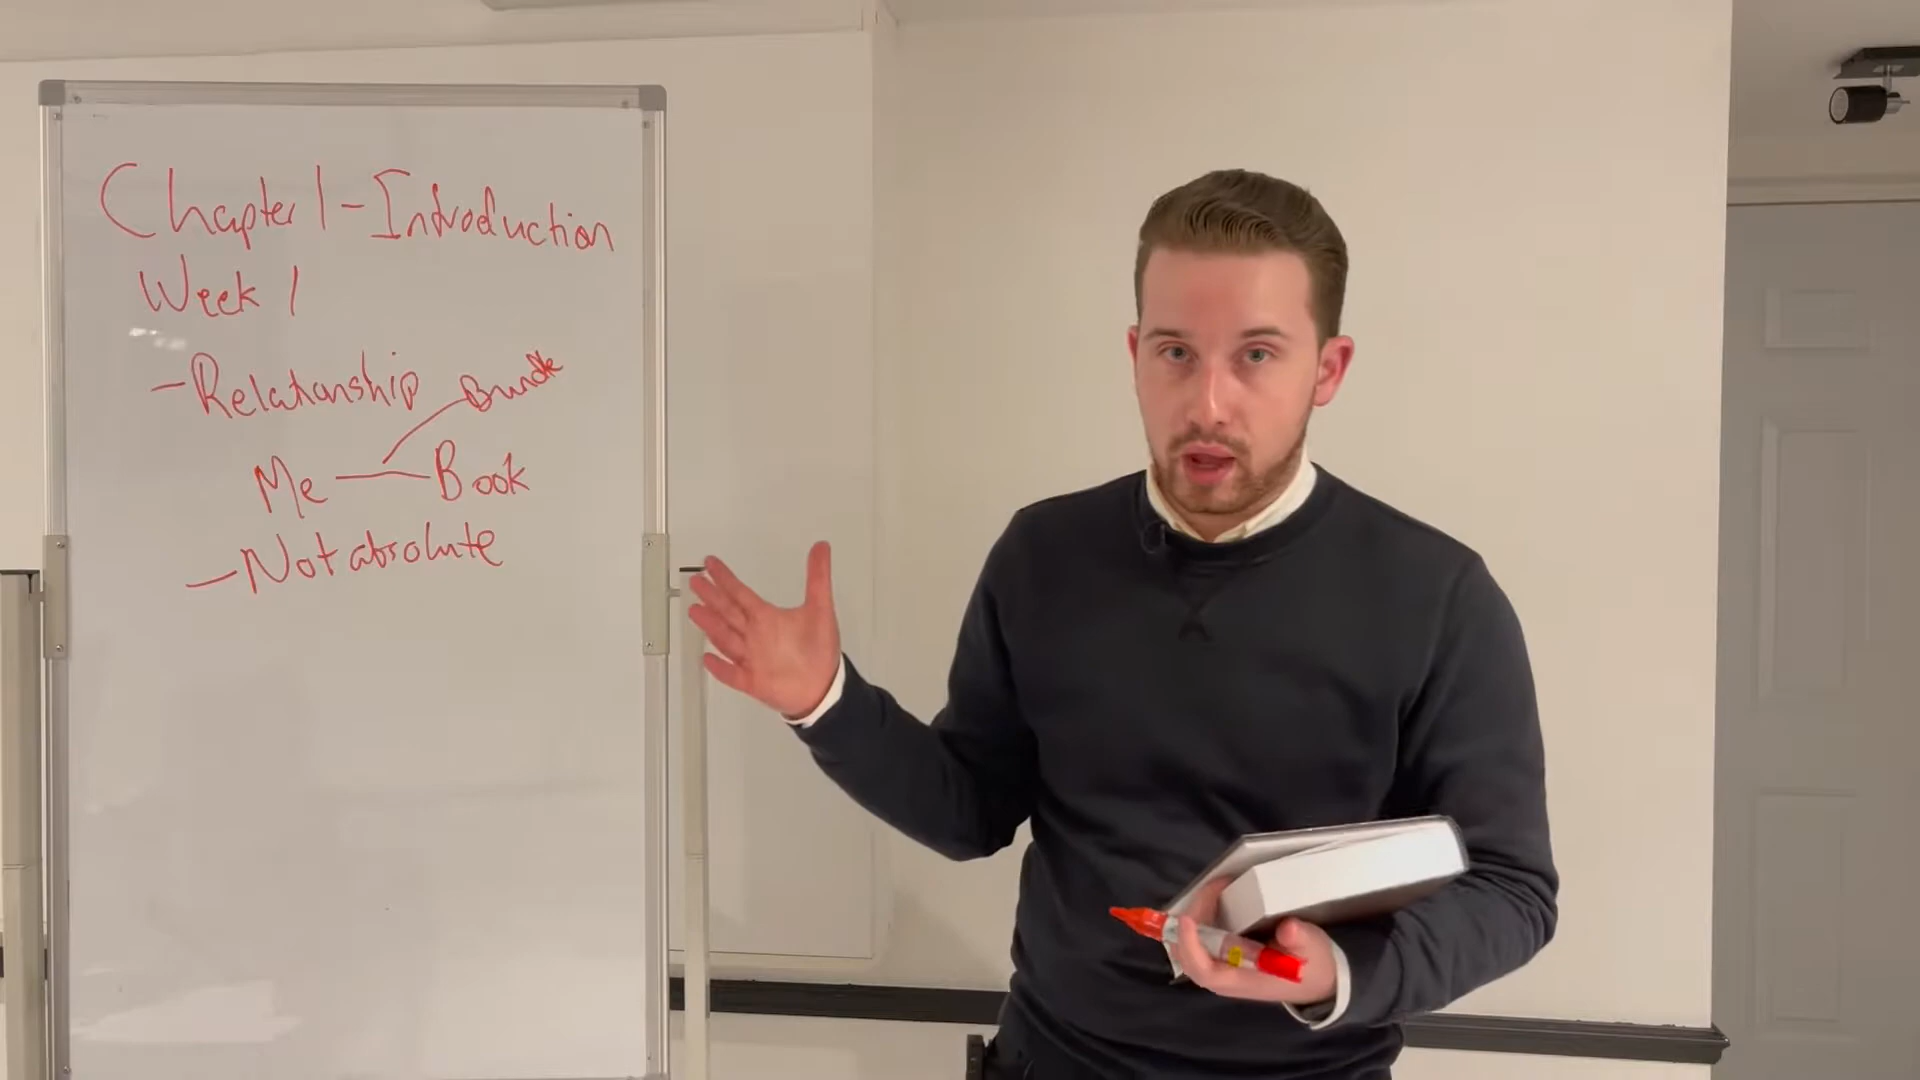 Chapter 1 - Introduction
Week 1
- Relationship
Bundle
Me — Book
- Not absolute